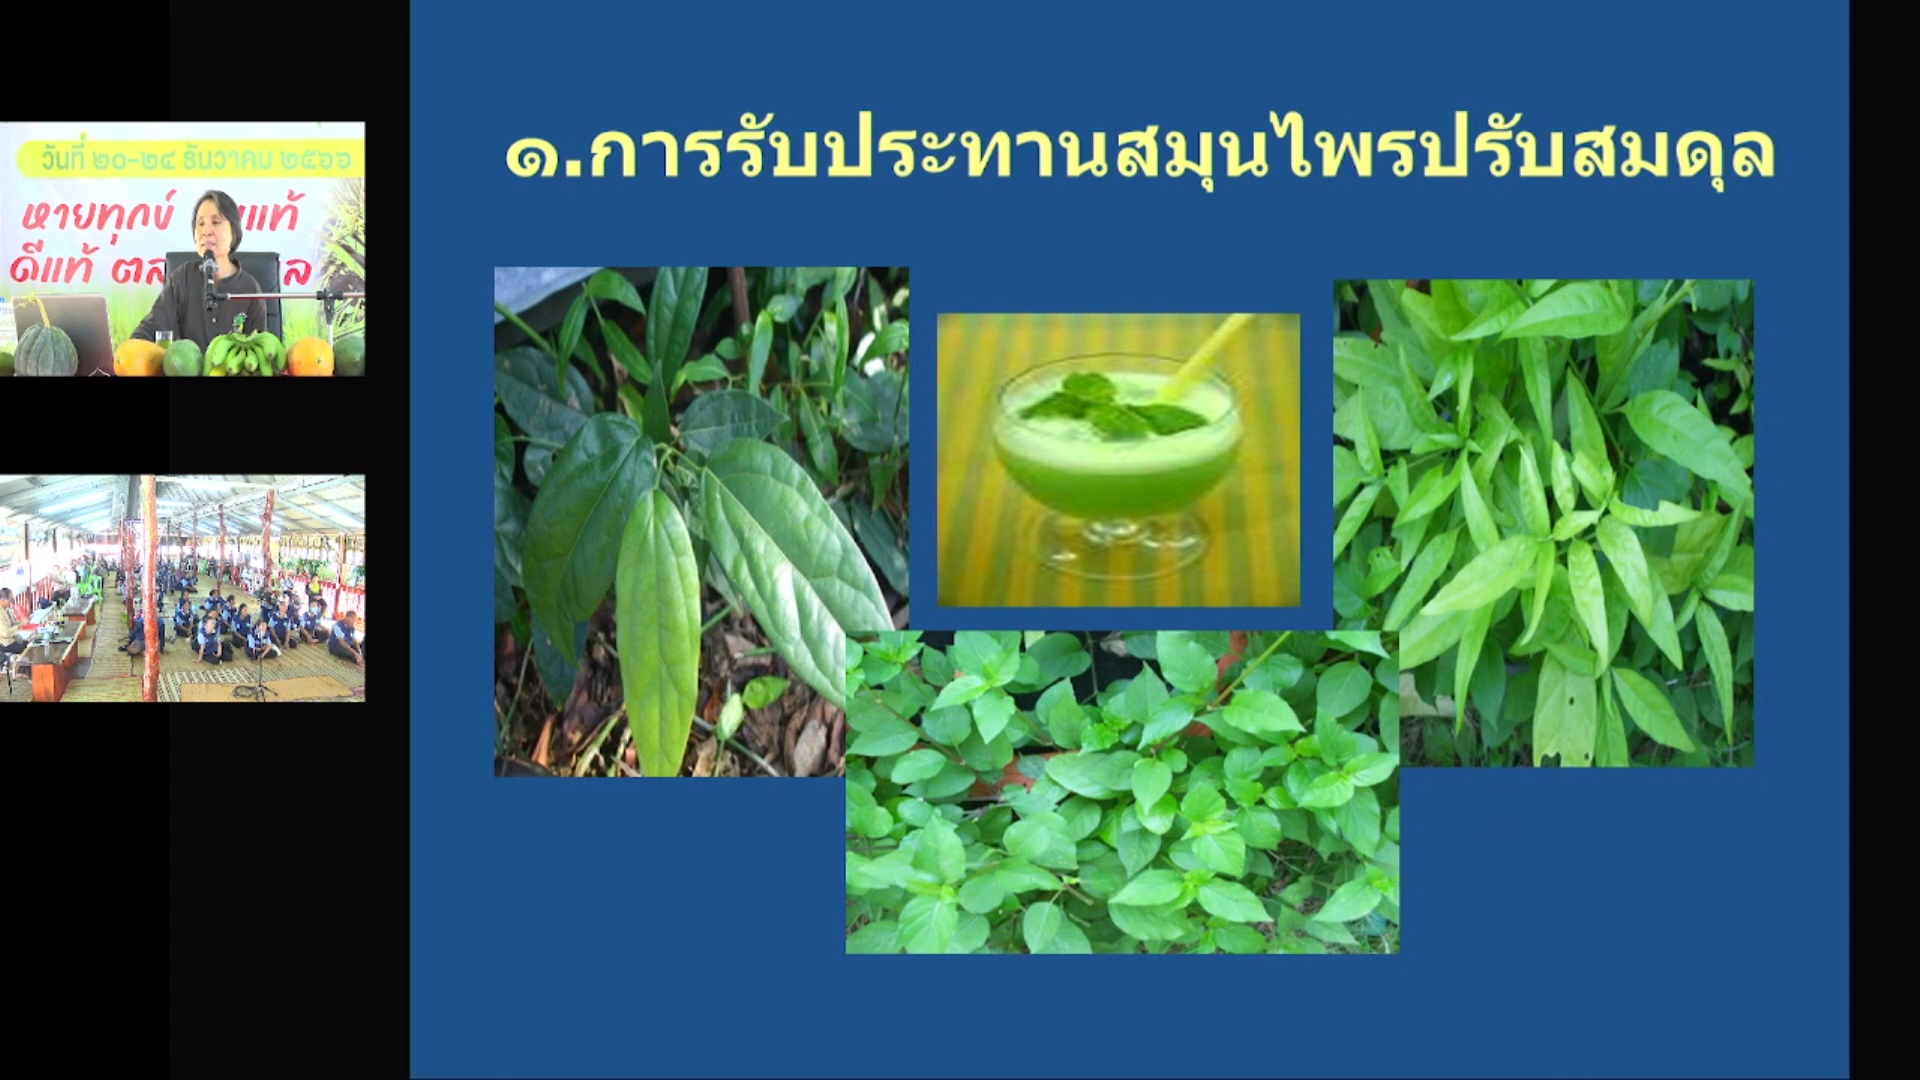 ๑.การรับประทานสมุนไพรปรับสมดุล
วันที่ ๒๐-๒๔ ธันวาคม ๒๕๖๖
หายทุกข์ แท้
ดีแท้ ล